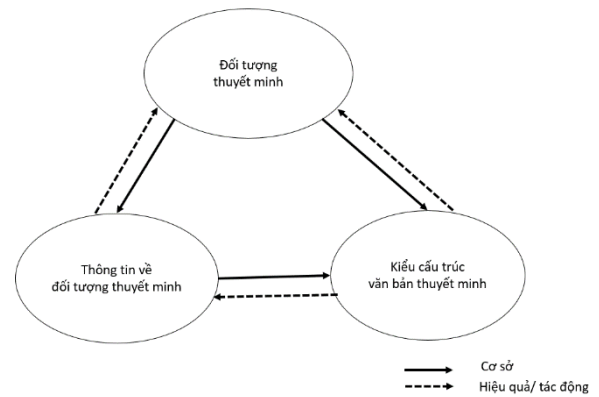 Đối tượng
thuyết minh
Thông tin về
đối tượng thuyết minh
Kiểu cấu trúc
văn bản thuyết minh
Cơ sở
Hiệu quả/ tác động